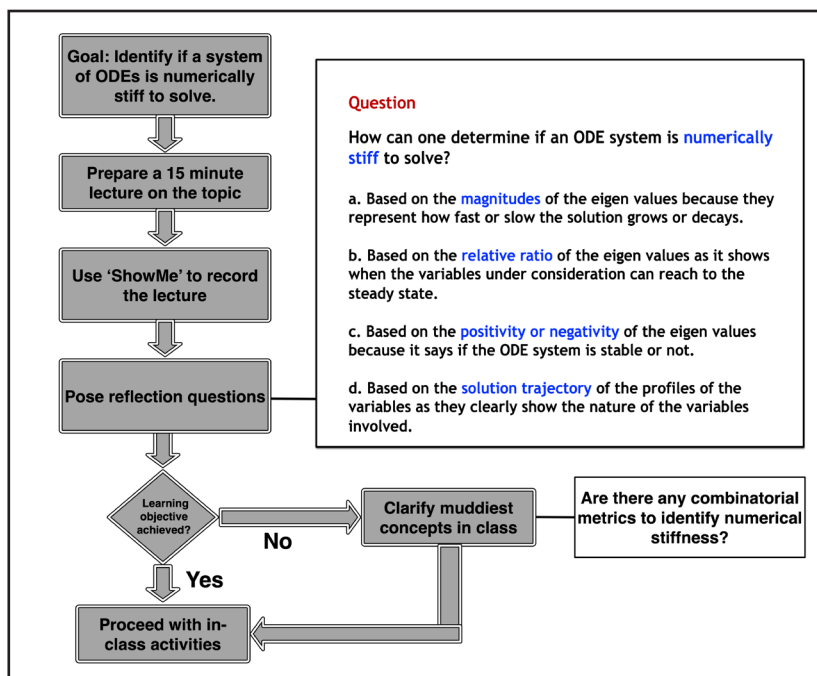 Goal: Identify if a system
of ODEs is numerically
stiff to solve.
Prepare a 15 minute
lecture on the topic
Use ‘ShowMe’ to record
the lecture
Pose reflection questions
Question
How can one determine if an ODE system is numerically
stiff to solve?
a. Based on the magnitudes of the eigen values because they
represent how fast or slow the solution grows or decays.
b. Based on the relative ratio of the eigen values as it shows
when the variables under consideration can reach to the
steady state.
c. Based on the positivity or negativity of the eigen values
because it says if the ODE system is stable or not.
d. Based on the solution trajectory of the profiles of the
variables as they clearly show the nature of the variables
involved.
Learning
objective
achieved?
No
Clarify muddiest
concepts in class
Are there any combinatorial
metrics to identify numerical
stiffness?
Yes
Proceed with in-
class activities